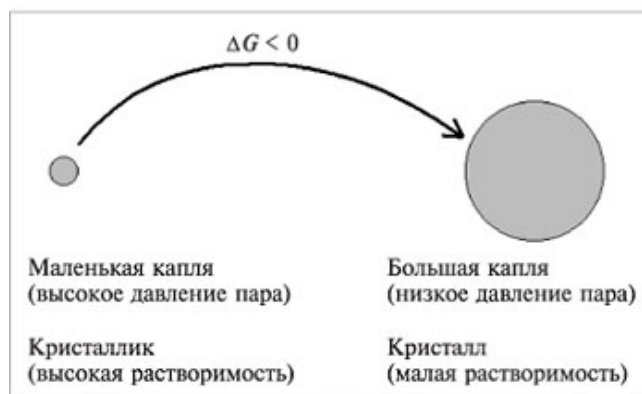 ΔG < 0
Маленькая капля
(высокое давление пара)
Большая капля
(низкое давление пара)
Кристаллик
(высокая растворимость)
Кристалл
(малая растворимость)